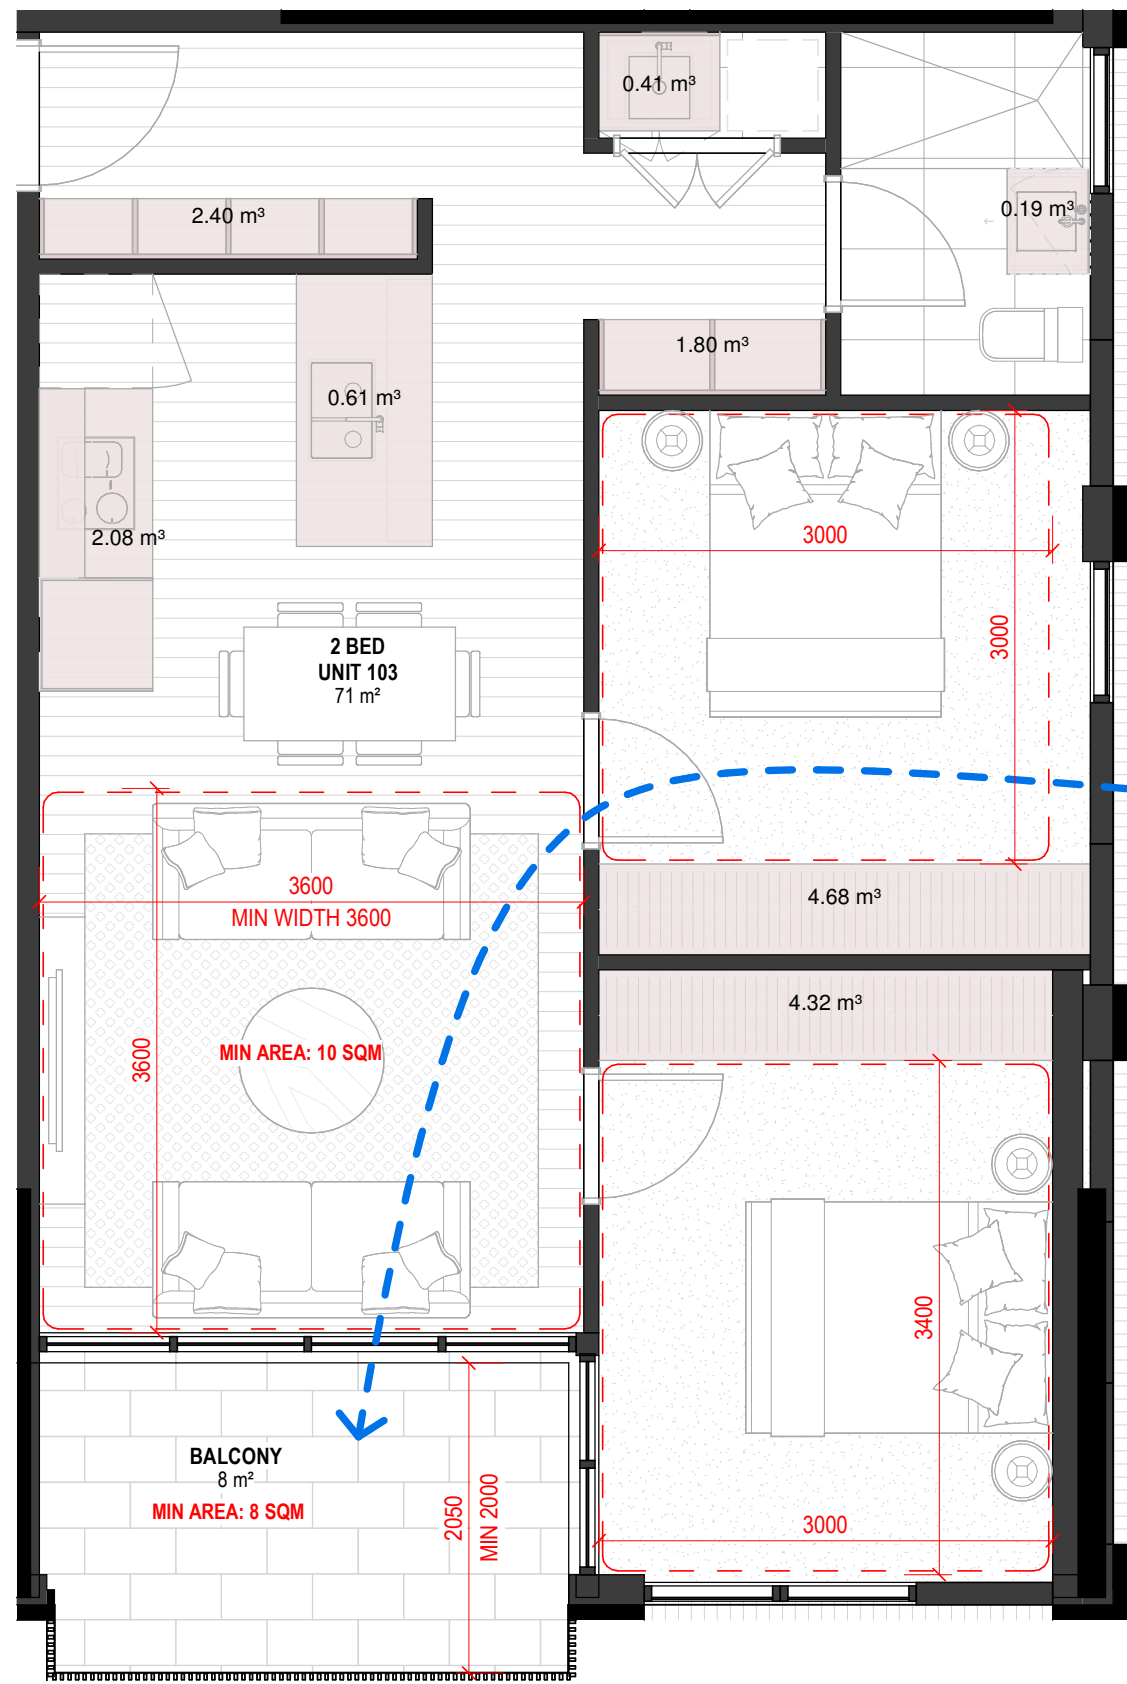 0.41 m³
2.40 m³
0.19 m³
1.80 m³
0.61 m³
2.08 m³
3000
3000
2 BED
UNIT 103
71 m²
3600
MIN WIDTH 3600
4.68 m³
4.32 m³
3600
MIN AREA: 10 SQM
3400
BALCONY
8 m²
MIN AREA: 8 SQM
2050
MIN 2000
3000